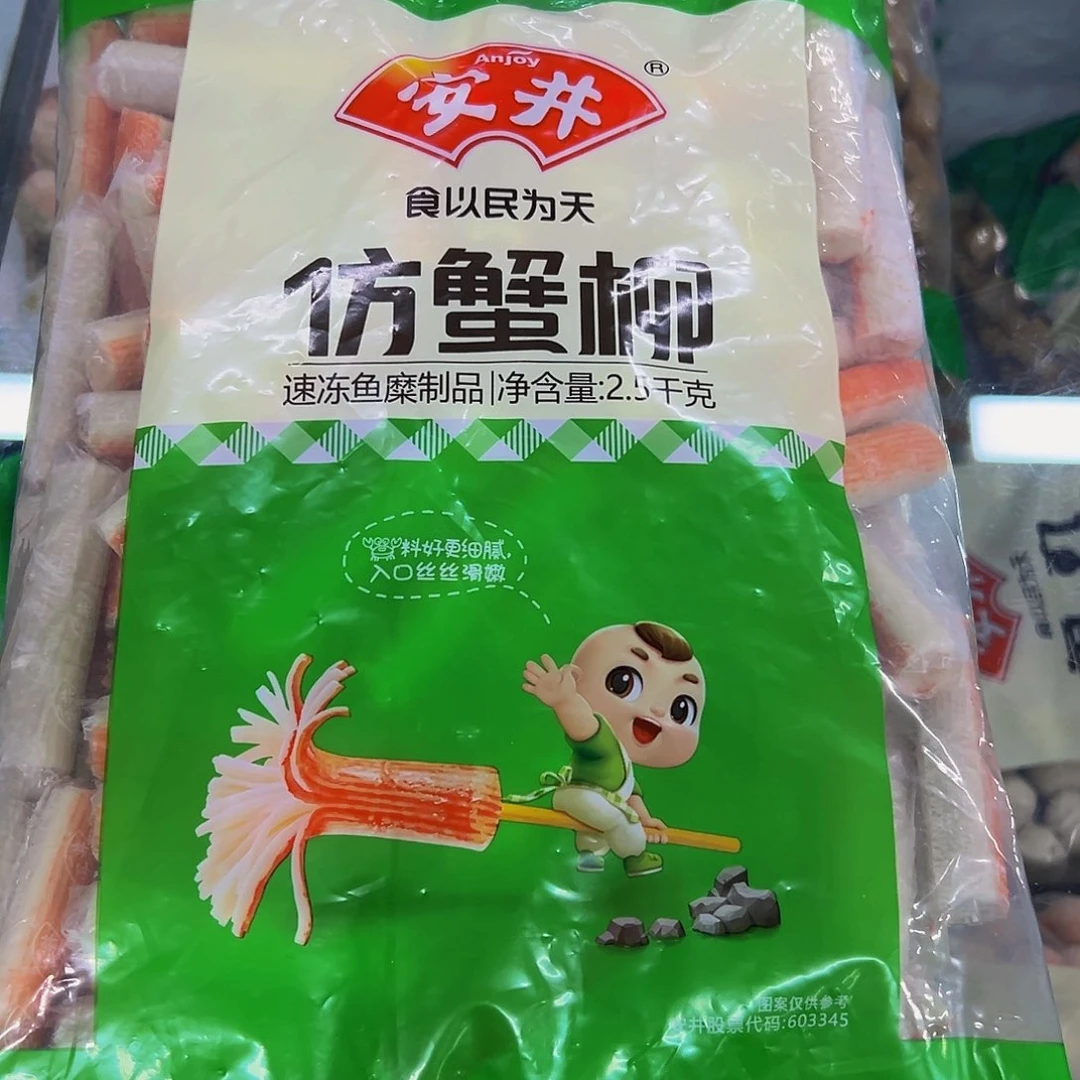 Anjoy
安井®
食以民为天
仿蟹柳
速冻鱼糜制品|净含量:2.5千克
料好更细腻,
入口丝丝滑嫩
图案仅供参考
安井股票代码:603345